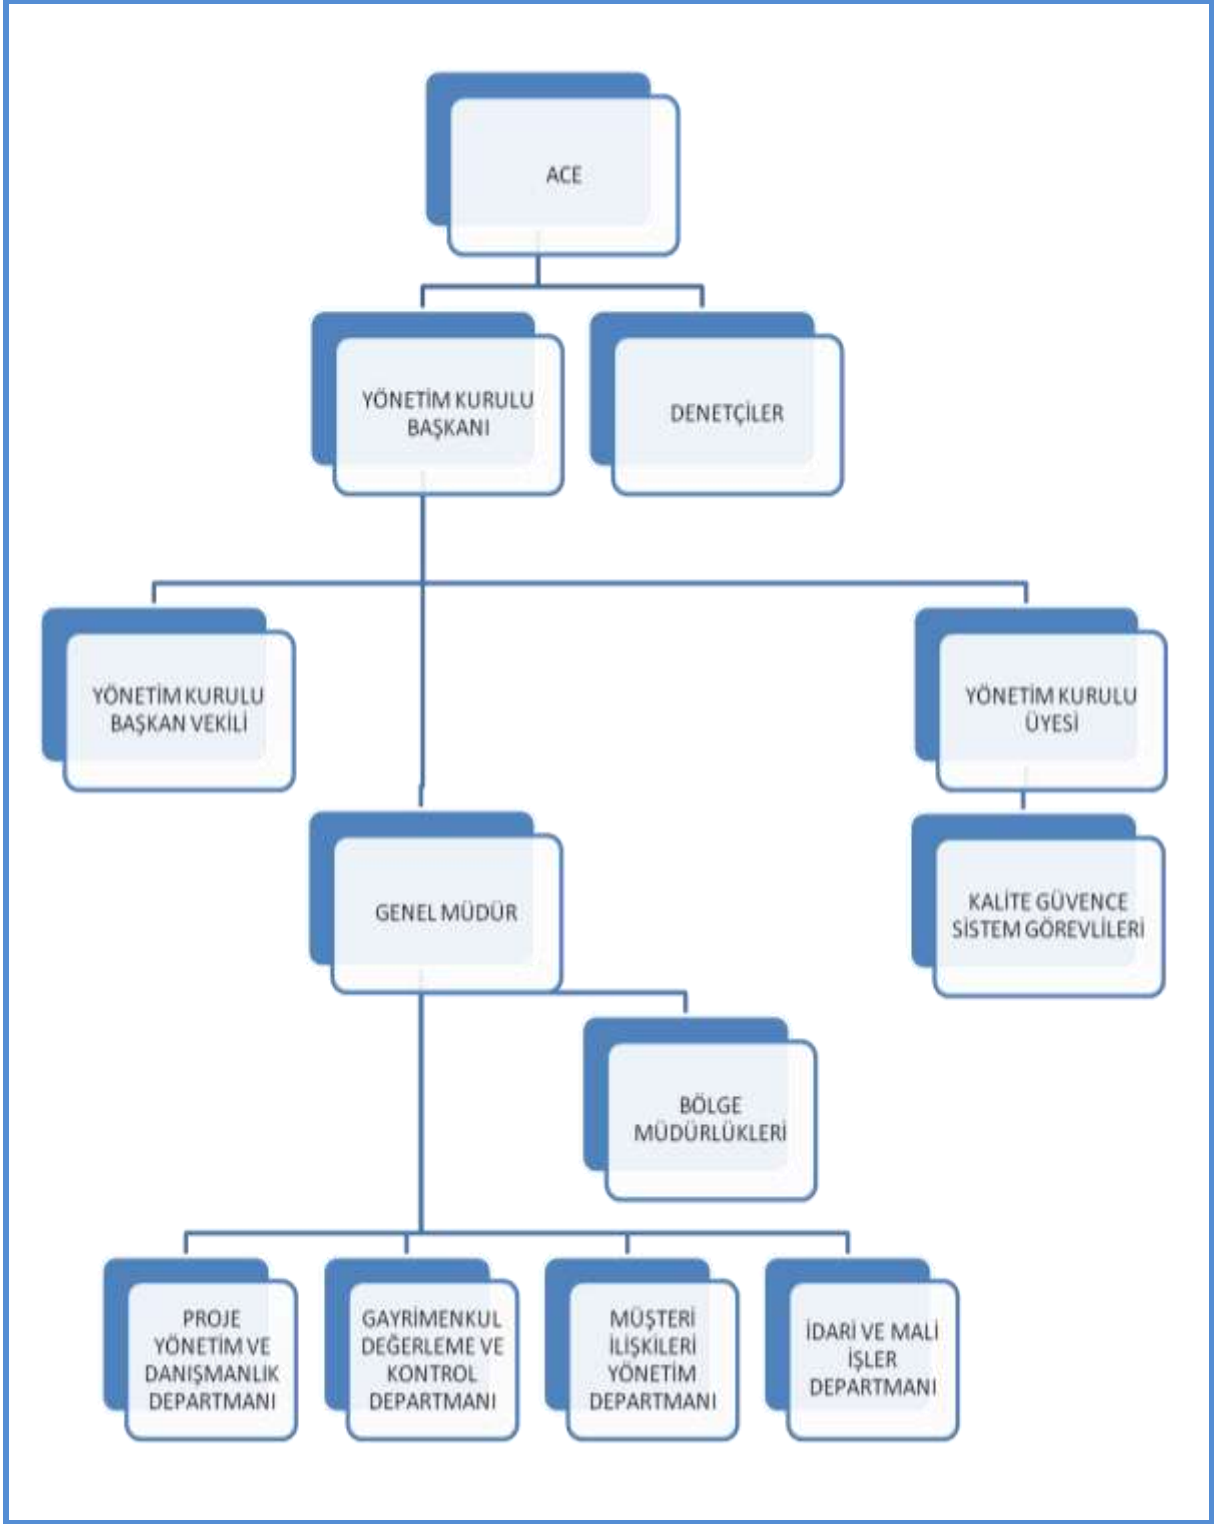 ACE
YÖNETİM KURULU
BAŞKANI
DENETÇİLER
YÖNETİM KURULU
BAŞKAN VEKİLİ
YÖNETİM KURULU
ÜYESİ
GENEL MÜDÜR
KALİTE GÜVENCE
SİSTEM GÖREVLİLERİ
BÖLGE
MÜDÜRLÜKLERİ
PROJE
YÖNETİM VE
DANIŞMANLIK
DEPARTMANI
GAYRİMENKUL
DEĞERLEME VE
KONTROL
DEPARTMANI
MÜŞTERİ
İLİŞKİLERİ
YÖNETİM
DEPARTMANI
İDARİ VE MALİ
İŞLER
DEPARTMANI